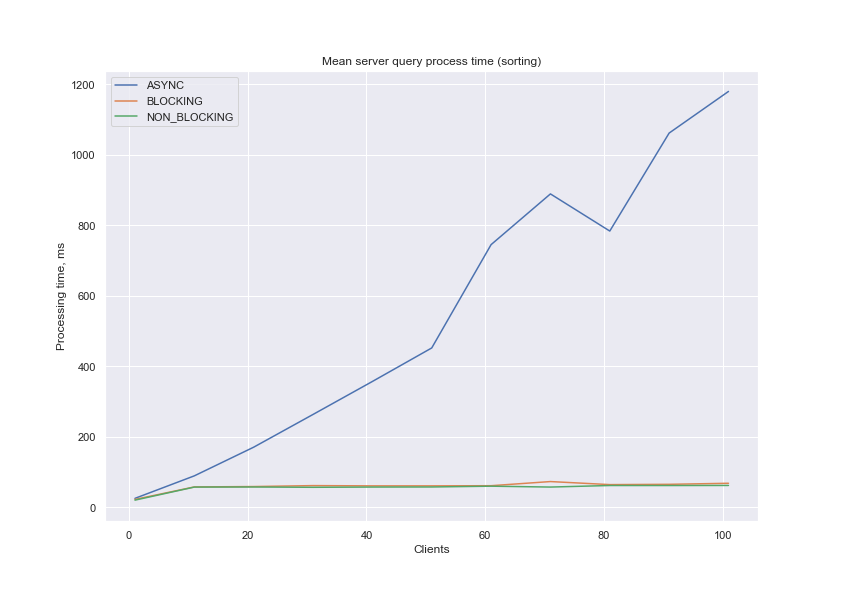 Mean server query process time (sorting)
ASYNC
BLOCKING
NON_BLOCKING
Processing time, ms
1200
1000
800
600
400
200
0
0 20 40 60 80 100
Clients